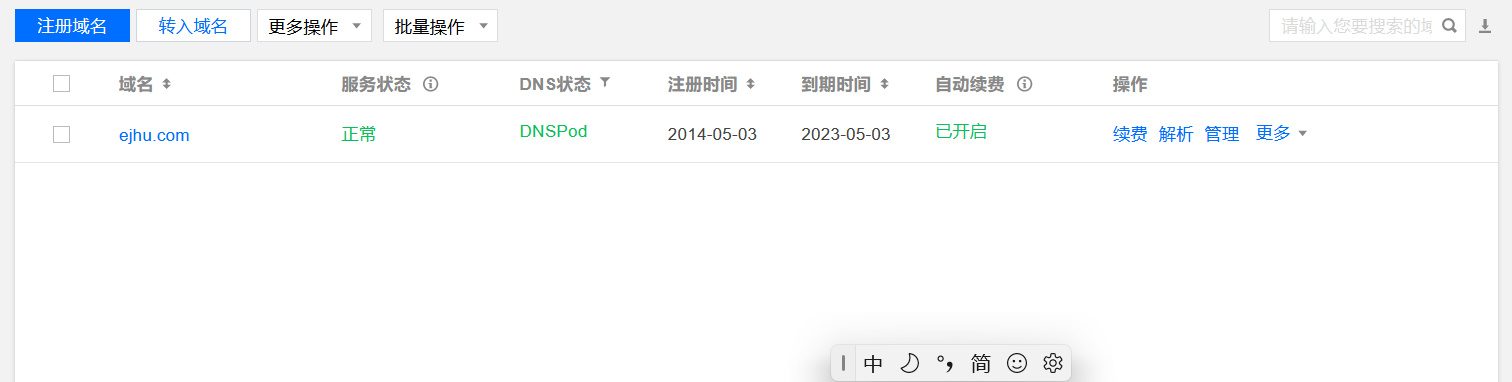 注册域名 转入域名 更多操作 批量操作 请输入您要搜索的域
域名 服务状态 DNS状态 注册时间 到期时间 自动续费 操作
ejhu.com 正常 DNSPod 2014-05-03 2023-05-03 已开启 续费 解析 管理 更多
中 简